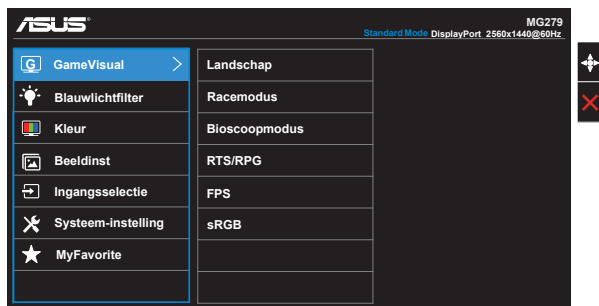 ASUS
MG279
Standard Mode DisplayPort 2560x1440@60Hz
G GameVisual
Blauwlichtfilter
Kleur
Beeldinst
Ingangsselectie
Systeem-instelling
MyFavorite
Landschap
Racemodus
Bioscoopmodus
RTS/RPG
FPS
sRGB